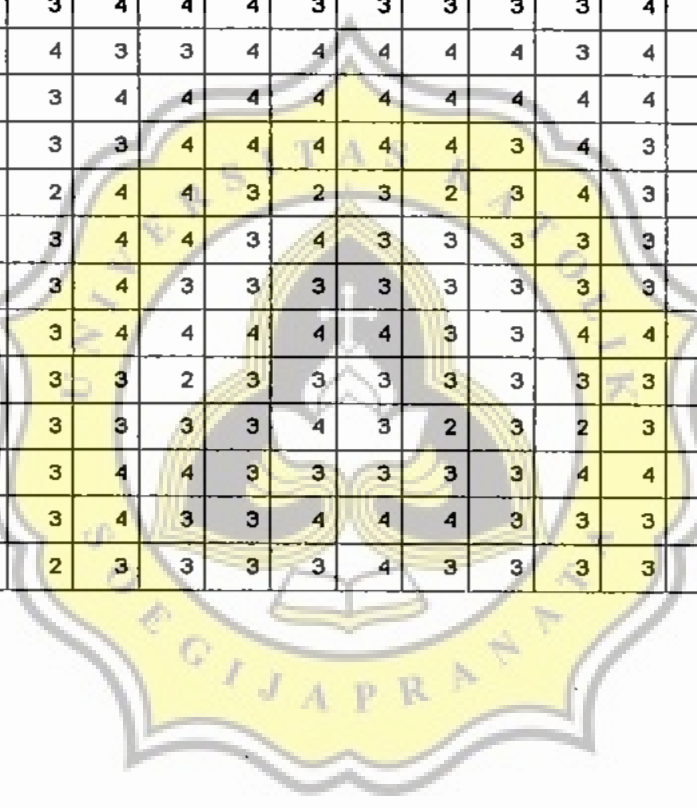 3 4 4 4 3 3 3 3 3 4
4 3 3 4 4 4 4 4 3 4
3 4 4 4 4 4 4 4 4 4
3 3 4 4 4 4 4 3 4 3
2 4 4 3 2 3 2 3 4 3
3 4 4 3 4 3 3 3 3 3
3 4 3 3 3 3 3 3 3 3
3 4 4 4 4 4 3 3 4 4
3 3 2 3 3 3 3 3 3 3
3 3 3 3 4 3 2 3 2 3
3 4 4 3 3 3 3 3 4 4
3 4 3 3 4 4 4 3 3 3
2 3 3 3 3 4 3 3 3 3
UNIVERSITAS KATOLIK
SOEGIJAPRANATA